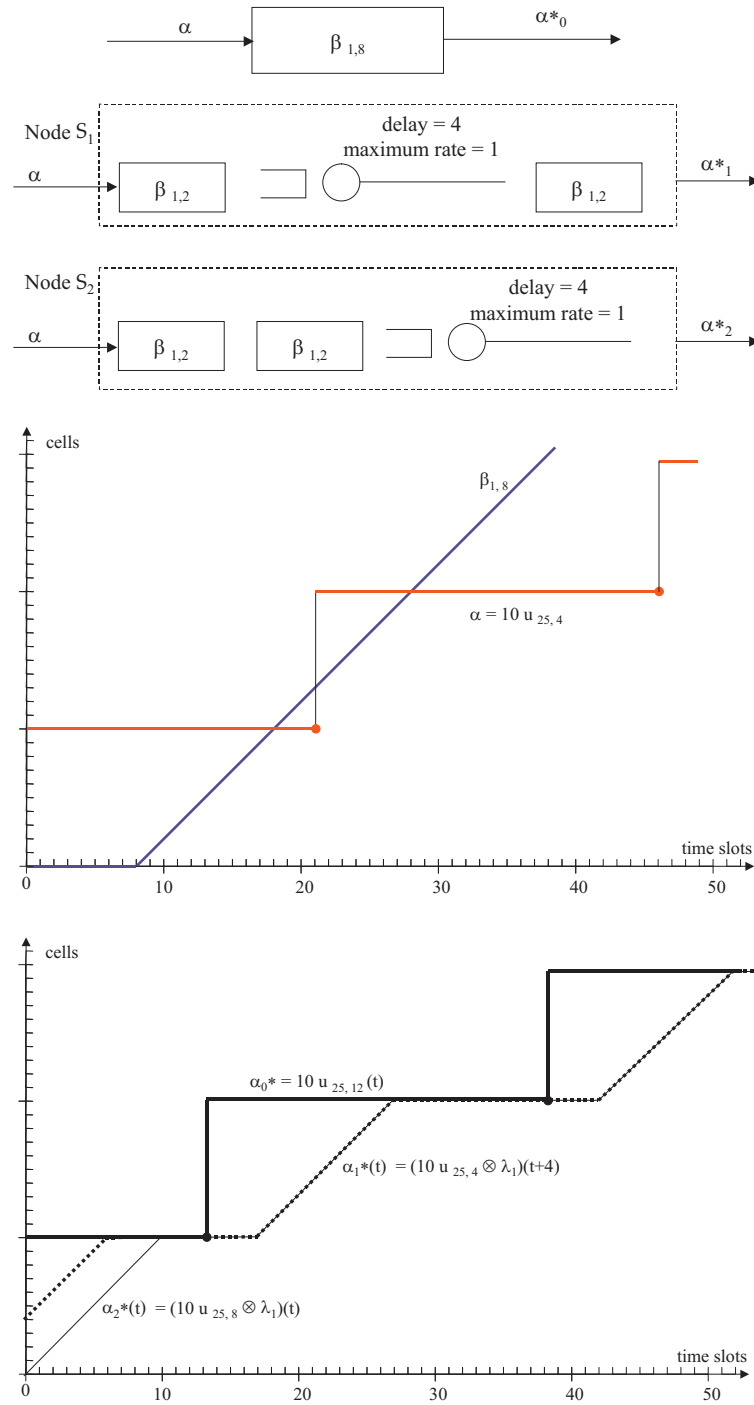 α
β 1,8
α*0
Node S1
delay = 4
maximum rate = 1
α
β 1,2
β 1,2
α*1
Node S2
delay = 4
maximum rate = 1
α
β 1,2
β 1,2
α*2
cells
β1, 8
α = 10 u 25, 4
time slots
0 10 20 30 40 50
cells
α0* = 10 u 25, 12 (t)
α1*(t) = (10 u 25, 4 ⊗ λ1)(t+4)
α2*(t) = (10 u 25, 8 ⊗ λ1)(t)
time slots
0 10 20 30 40 50